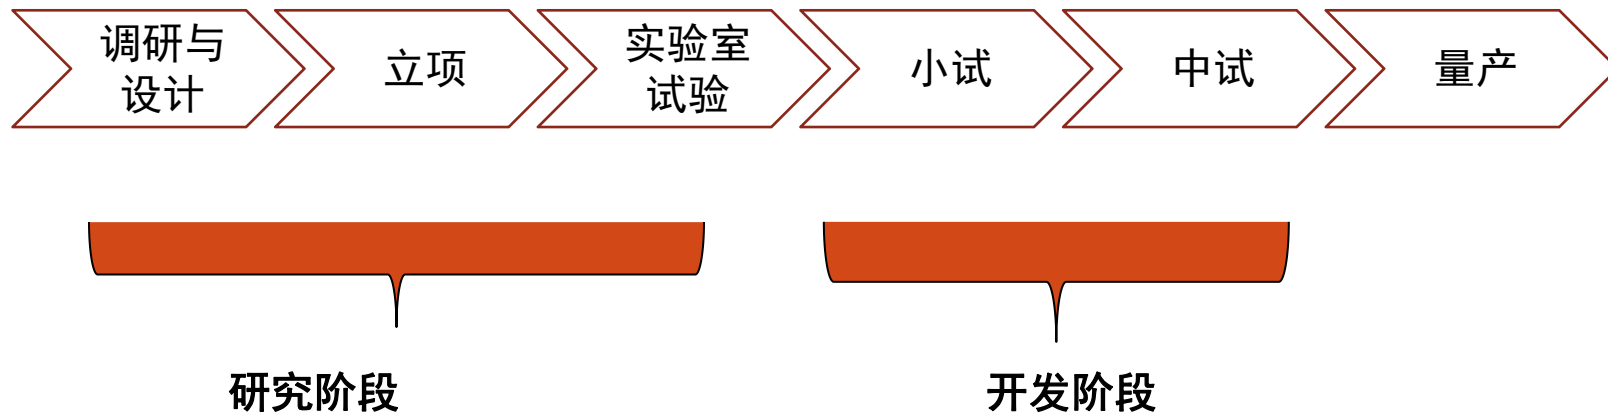 调研与
设计
立项
实验室
试验
小试
中试
量产
研究阶段
开发阶段